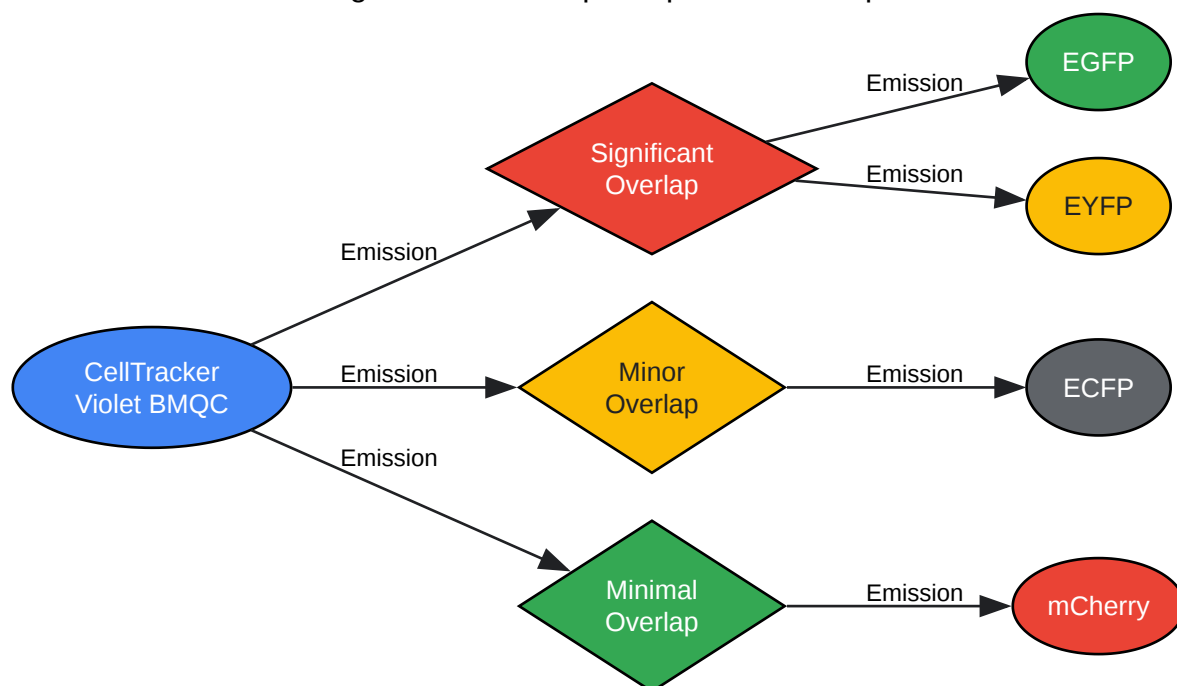 EGFP
Emission
Significant
Overlap
Emission
EYFP
Emission
CellTracker
Violet BMQC
Emission
Minor
Overlap
Emission
ECFP
Emission
Minimal
Overlap
Emission
mCherry